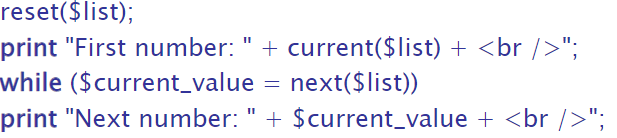 reset($list);
print "First number: " + current($list) + <br />";
while ($current_value = next($list))
print "Next number: " + $current_value + <br />";